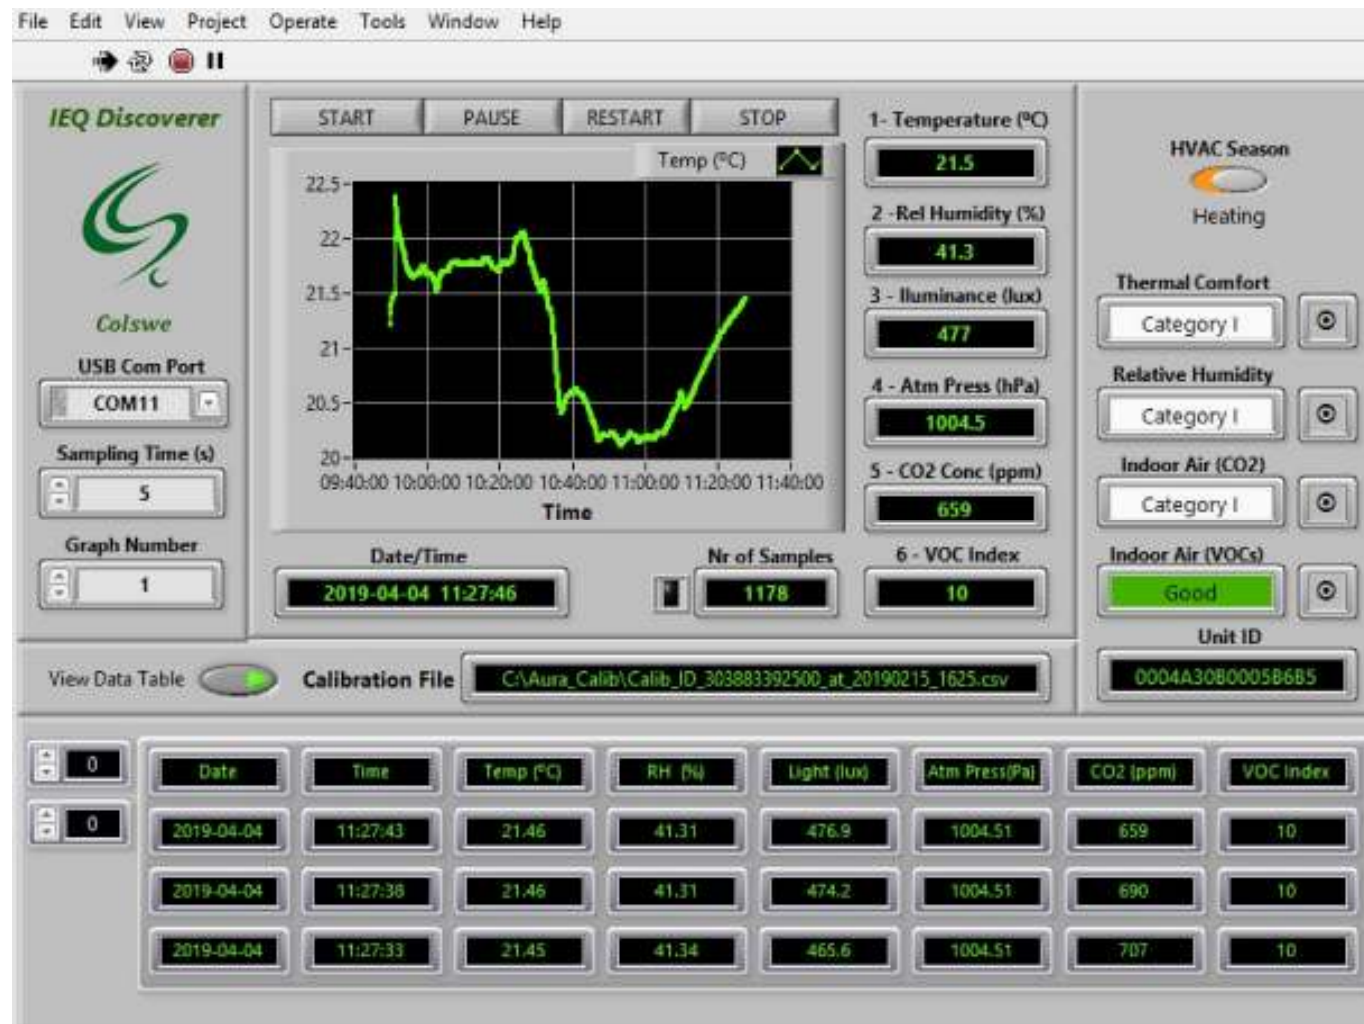 File Edit View Project Operate Tools Window Help
IEQ Discoverer
Colswe
USB Com Port
COM11
Sampling Time (s)
5
Graph Number
1
START PAUSE RESTART STOP
Temp (ºC)
22.5
22
21.5
21
20.5
20
09:40:00 10:00:00 10:20:00 10:40:00 11:00:00 11:20:00 11:40:00
Time
Date/Time
2019-04-04 11:27:46
Nr of Samples
1178
1- Temperature (ºC)
21.5
2 -Rel Humidity (%)
41.3
3 - Iluminance (lux)
477
4 - Atm Press (hPa)
1004.5
5 - CO2 Conc (ppm)
659
6 - VOC Index
10
HVAC Season
Heating
Thermal Comfort
Category I
Relative Humidity
Category I
Indoor Air (CO2)
Category I
Indoor Air (VOCs)
Good
Unit ID
0004A30B0005B6B5
View Data Table
Calibration File
C:\Aura_Calib\Calib_ID_303883392500_at_20190215_1625.csv
0
0
Date Time Temp (ºC) RH (%) Light (lux) Atm Press(Pa) CO2 (ppm) VOC Index
2019-04-04 11:27:43 21.46 41.31 476.9 1004.51 659 10
2019-04-04 11:27:38 21.46 41.31 474.2 1004.51 690 10
2019-04-04 11:27:33 21.45 41.34 465.6 1004.51 707 10